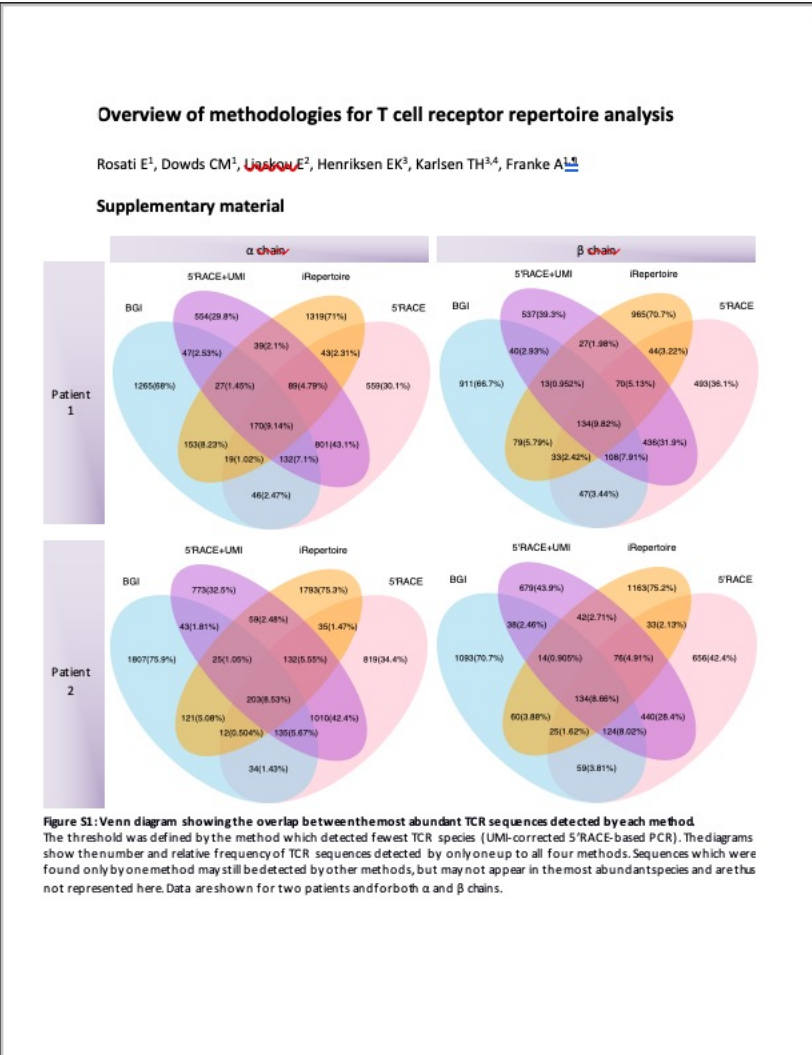 Overview of methodologies for T cell receptor repertoire analysis
Rosati E1, Dowds CM1, Liaskou E2, Henriksen EK3, Karlsen TH3,4, Franke A1,¶
Supplementary material
α chain
β chain
Patient
1
5'RACE+UMI
iRepertoire
BGI
5'RACE
554(29.8%)
1319(71%)
39(2.1%)
47(2.53%)
43(2.31%)
1265(68%)
27(1.45%)
89(4.79%)
559(30.1%)
170(9.14%)
153(8.23%)
801(43.1%)
19(1.02%)
132(7.1%)
46(2.47%)
5'RACE+UMI
iRepertoire
BGI
5'RACE
537(39.3%)
965(70.7%)
27(1.98%)
40(2.93%)
44(3.22%)
911(66.7%)
13(0.952%)
70(5.13%)
493(36.1%)
134(9.82%)
79(5.79%)
436(31.9%)
33(2.42%)
108(7.91%)
47(3.44%)
Patient
2
5'RACE+UMI
iRepertoire
BGI
5'RACE
773(32.5%)
1793(75.3%)
59(2.48%)
43(1.81%)
35(1.47%)
1807(75.9%)
25(1.05%)
132(5.55%)
819(34.4%)
203(8.53%)
121(5.08%)
1010(42.4%)
12(0.504%)
135(5.67%)
34(1.43%)
5'RACE+UMI
iRepertoire
BGI
5'RACE
679(43.9%)
1163(75.2%)
42(2.71%)
38(2.46%)
33(2.13%)
1093(70.7%)
14(0.905%)
76(4.91%)
656(42.4%)
134(8.66%)
60(3.88%)
440(28.4%)
25(1.62%)
124(8.02%)
59(3.81%)
Figure S1: Venn diagram showing the overlap between the most abundant TCR sequences detected by each method.
The threshold was defined by the method which detected fewest TCR species (UMI-corrected 5'RACE-based PCR). The diagrams
show the number and relative frequency of TCR sequences detected by only one up to all four methods. Sequences which were
found only by one method may still be detected by other methods, but may not appear in the most abundant species and are thus
not represented here. Data are shown for two patients and for both α and β chains.